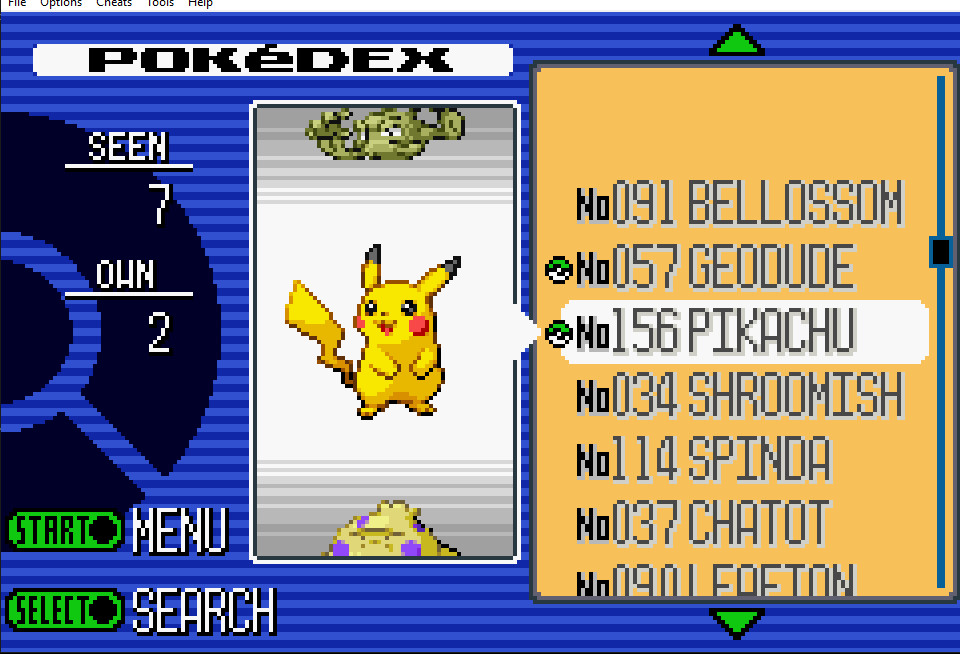 File Options Cheats Tools Help
POKéDEX
SEEN
7
OWN
2
START MENU
SELECT SEARCH
No091 BELLOSSOM
No057 GEODUDE
No156 PIKACHU
No034 SHROOMISH
No114 SPINDA
No037 CHATOT
No090